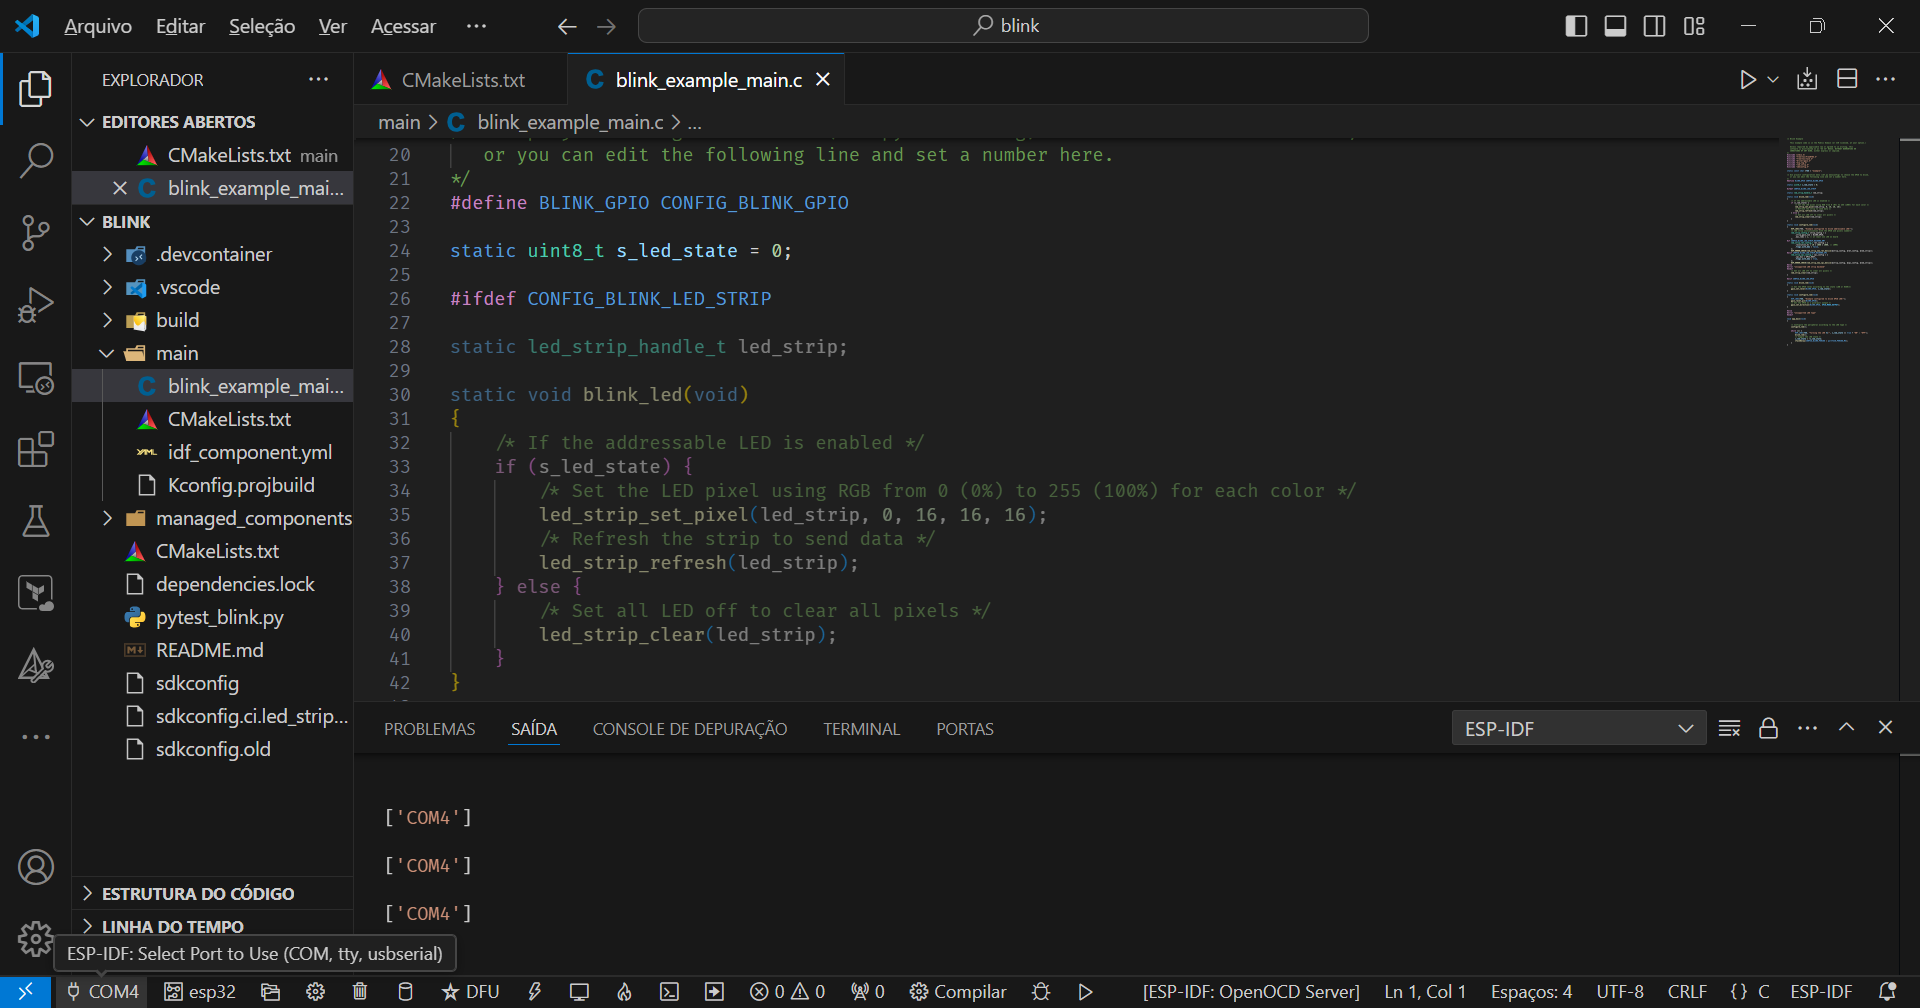 Arquivo Editar Seleção Ver Acessar ··· blink
EXPLORADOR
EDITORES ABERTOS
CMakeLists.txt main
blink_example_mai...
BLINK
.devcontainer
.vscode
build
main
blink_example_mai...
CMakeLists.txt
idf_component.yml
Kconfig.projbuild
managed_components
CMakeLists.txt
dependencies.lock
pytest_blink.py
README.md
sdkconfig
sdkconfig.ci.led_strip...
sdkconfig.old
ESTRUTURA DO CÓDIGO
LINHA DO TEMPO
CMakeLists.txt blink_example_main.c
main > C blink_example_main.c > ...
20 or you can edit the following line and set a number here.
21 */
22 #define BLINK_GPIO CONFIG_BLINK_GPIO
23
24 static uint8_t s_led_state = 0;
25
26 #ifdef CONFIG_BLINK_LED_STRIP
27
28 static led_strip_handle_t led_strip;
29
30 static void blink_led(void)
31 {
32 /* If the addressable LED is enabled */
33 if (s_led_state) {
34 /* Set the LED pixel using RGB from 0 (0%) to 255 (100%) for each color */
35 led_strip_set_pixel(led_strip, 0, 16, 16, 16);
36 /* Refresh the strip to send data */
37 led_strip_refresh(led_strip);
38 } else {
39 /* Set all LED off to clear all pixels */
40 led_strip_clear(led_strip);
41 }
42 }
PROBLEMAS SAÍDA CONSOLE DE DEPURAÇÃO TERMINAL PORTAS ESP-IDF
['COM4']
['COM4']
['COM4']
ESP-IDF: Select Port to Use (COM, tty, usbserial)
COM4 esp32 DFU 0 0 0 Compilar [ESP-IDF: OpenOCD Server] Ln 1, Col 1 Espaços: 4 UTF-8 CRLF {} C ESP-IDF